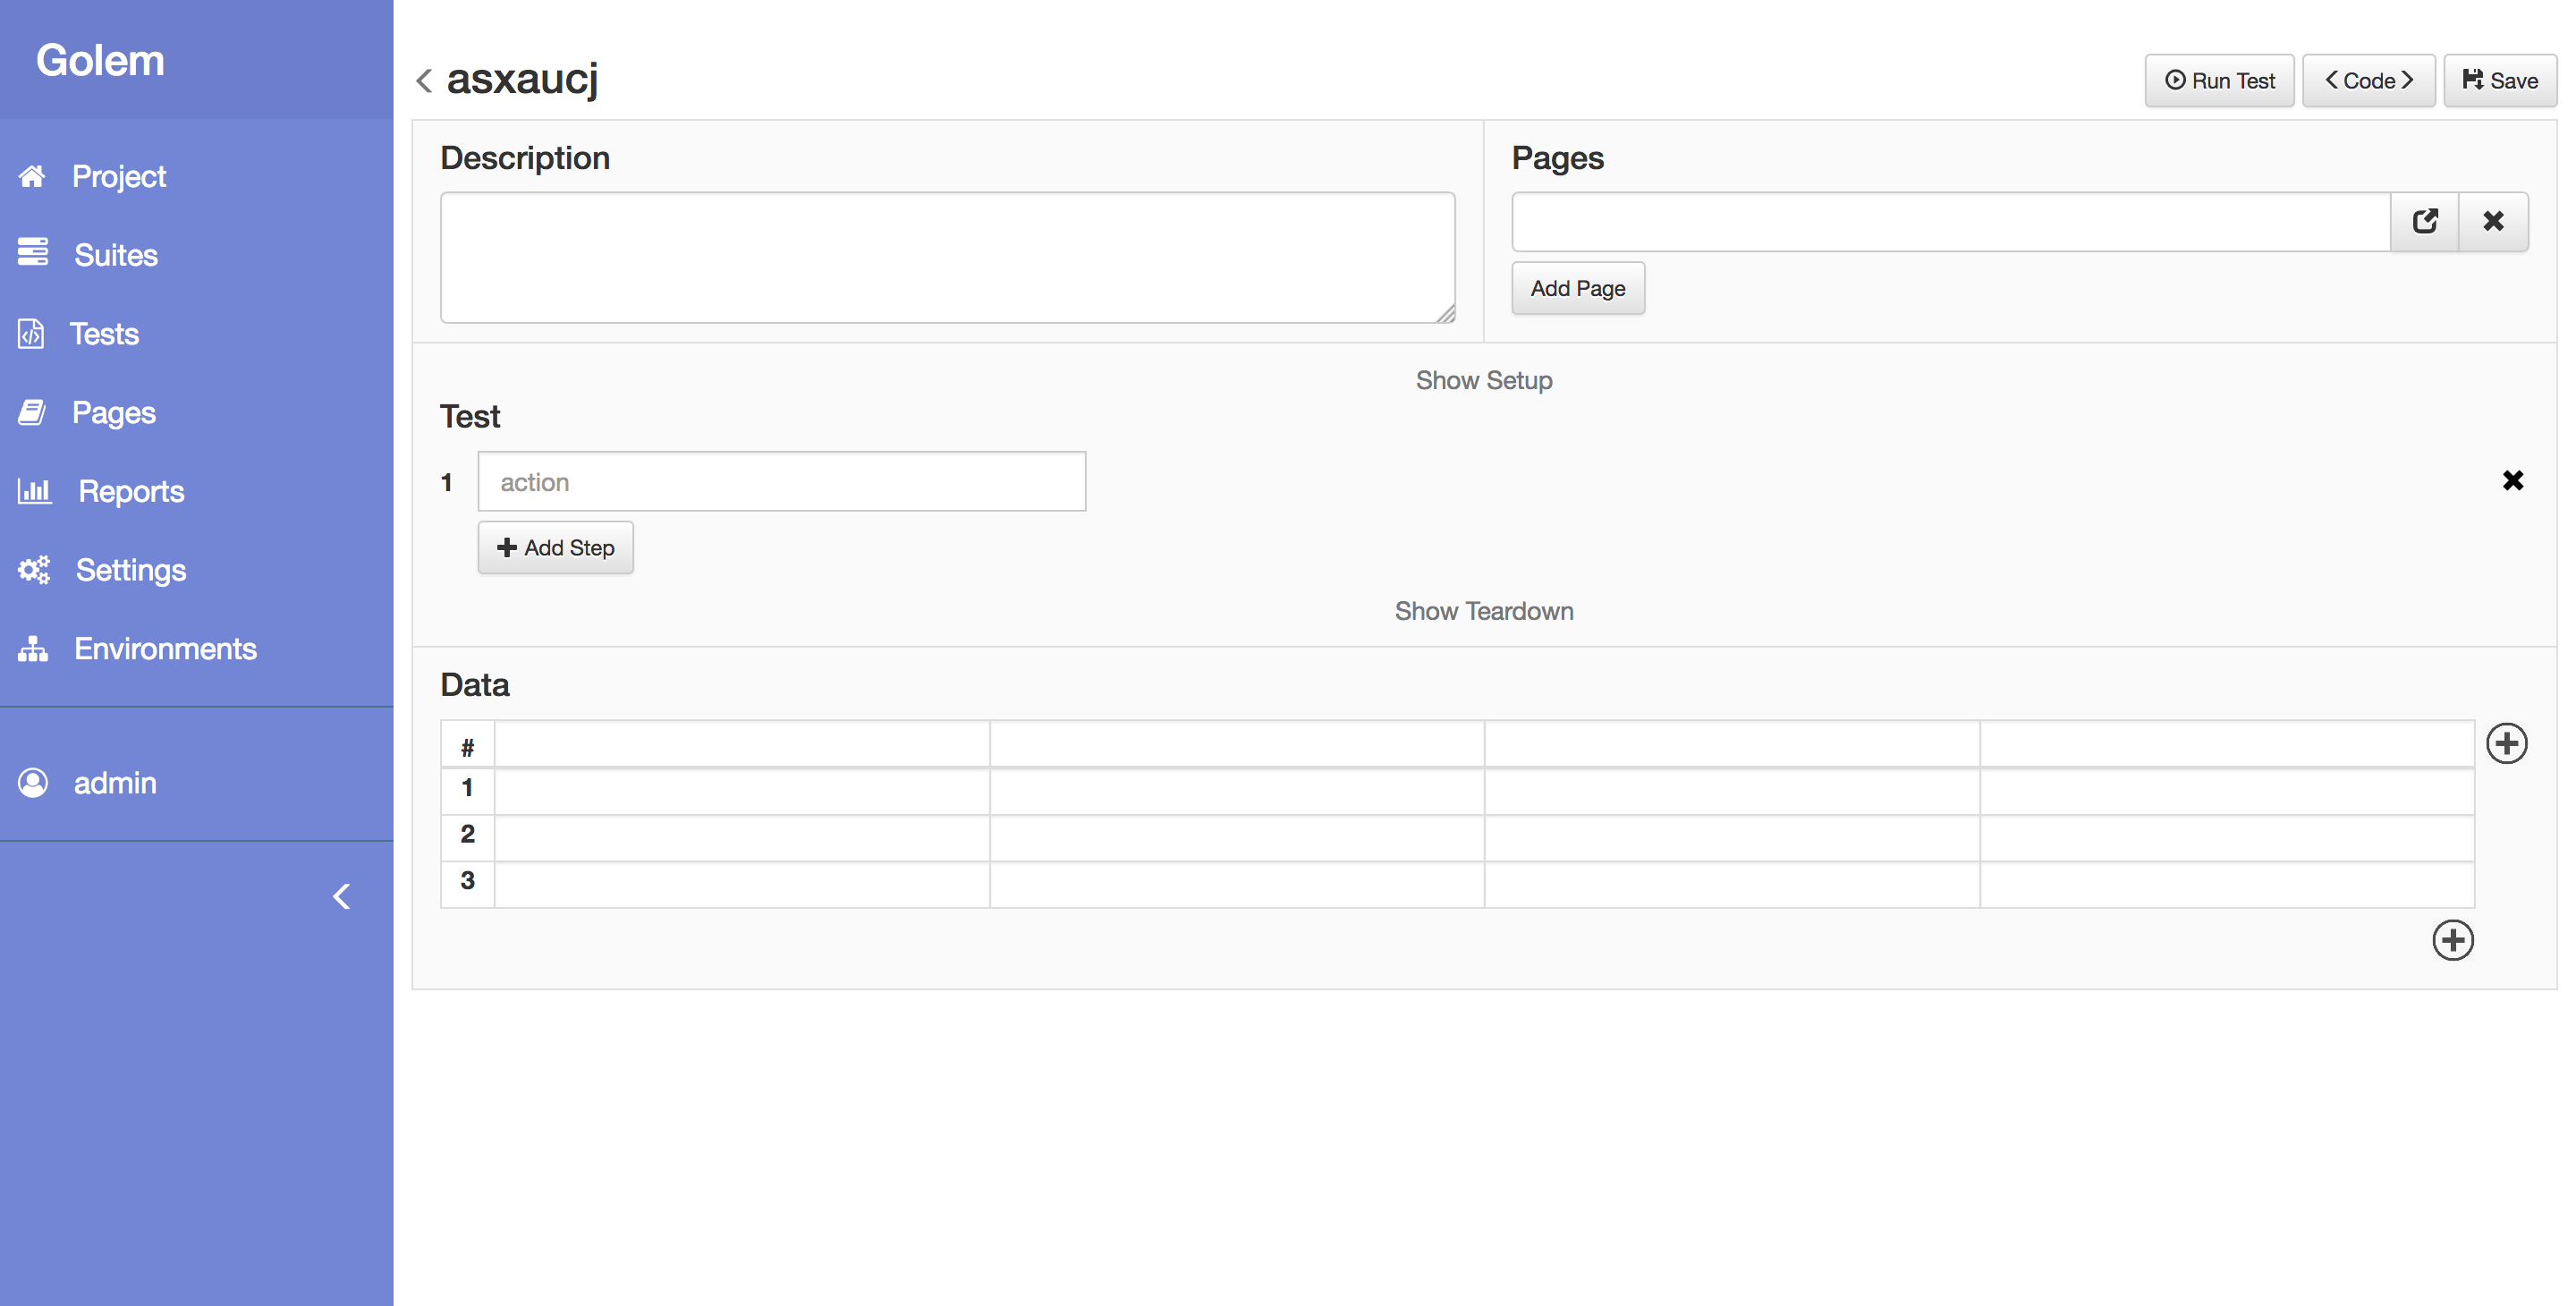 Golem
Project
Suites
Tests
Pages
Reports
Settings
Environments
admin
asxaucj
Run Test
Code
Save
Description
Pages
Add Page
Show Setup
Test
1
action
Add Step
Show Teardown
Data
#
1
2
3